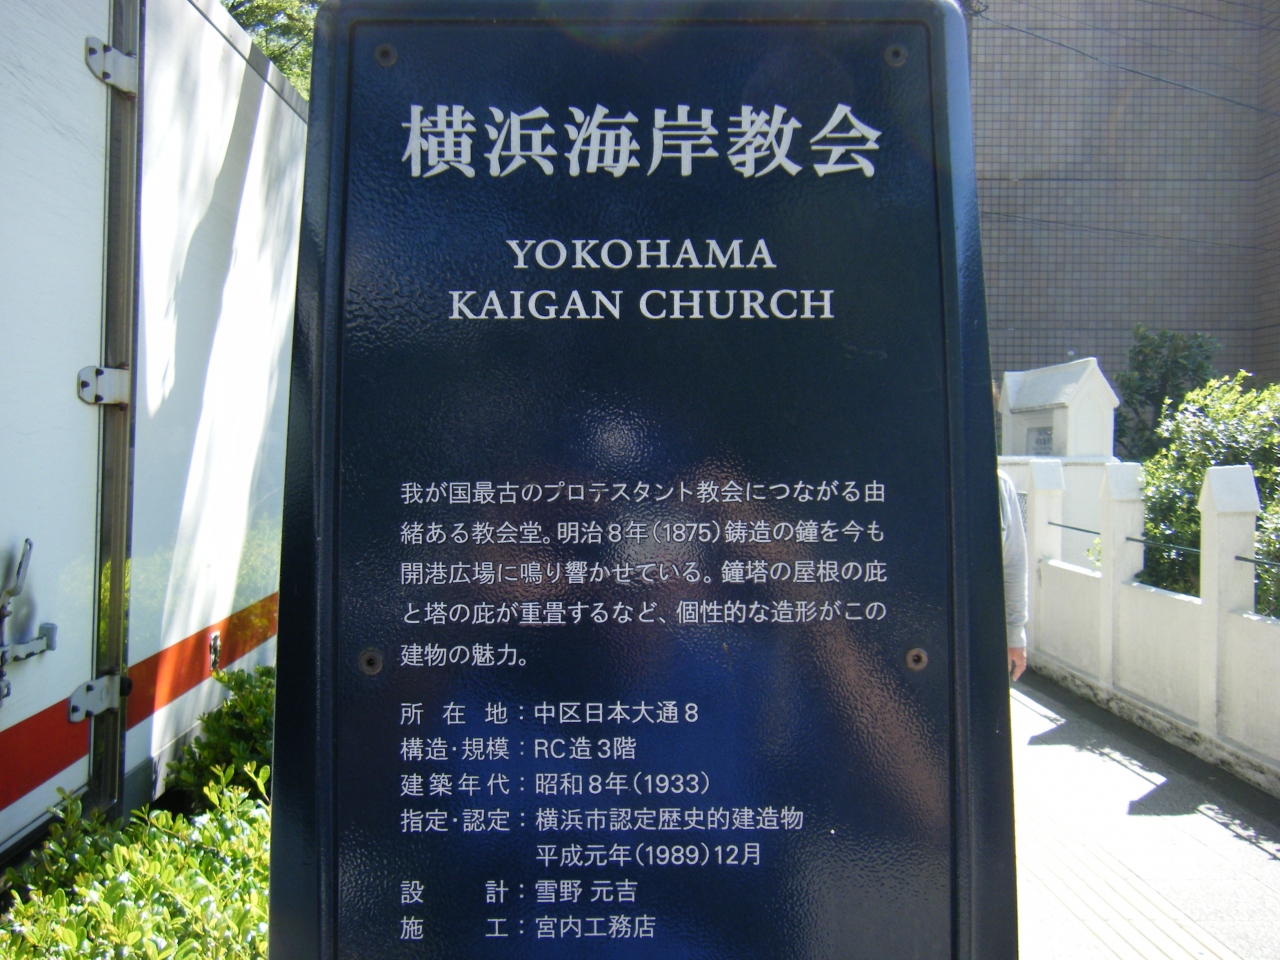 横浜海岸教会
YOKOHAMA
KAIGAN CHURCH
我が国最古のプロテスタント教会につながる由
緒ある教会堂。明治8年(1875)鋳造の鐘を今も
開港広場に鳴り響かせている。鐘塔の屋根の庇
と塔の庇が重畳するなど、個性的な造形がこの
建物の魅力。
所在地：中区日本大通8
構造・規模：RC造3階
建築年代：昭和8年(1933)
指定・認定：横浜市認定歴史的建造物
平成元年(1989)12月
設計：雪野 元吉
施工：宮内工務店